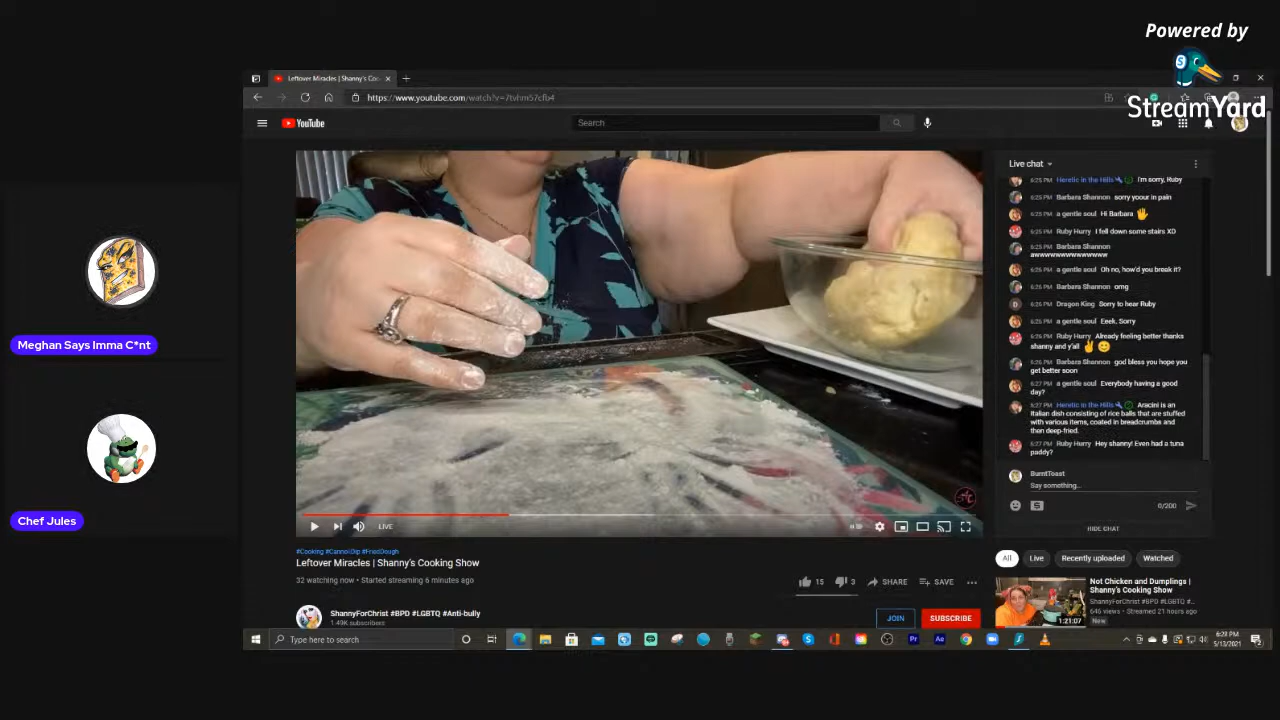 Powered by
StreamYard
Leftover Miracles | Shanny's Coo
https://www.youtube.com/watch?v=7tvhm57cfb4
YouTube
Search
Live chat
6:25 PM Heretic in the Hills I'm sorry, Ruby
6:25 PM Barbara Shannon sorry yoour in pain
6:25 PM a gentle soul Hi Barbara
6:25 PM Ruby Hurry I fell down some stairs XD
6:25 PM Barbara Shannon
6:26 PM a gentle soul Oh no, how'd you break it?
6:26 PM Barbara Shannon omg
6:26 PM Dragon King Sorry to hear Ruby
6:26 PM a gentle soul Eeek, Sorry
6:26 PM Ruby Hurry Already feeling better thanks
shanny and y'all
6:26 PM Barbara Shannon god bless you hope you
get better soon
6:27 PM a gentle soul Everybody having a good
day?
6:27 PM Heretic in the Hills Aracini is an
Italian dish consisting of rice balls that are stuffed
with various items, coated in breadcrumbs and
then deep-fried.
6:27 PM Ruby Hurry Hey shanny! Even had a tuna
paddy?
BurntToast
Say something...
0/200
HIDE CHAT
Meghan Says Imma C*nt
Chef Jules
LIVE
#Cooking #CannoliDip #FriedDough
Leftover Miracles | Shanny's Cooking Show
32 watching now • Started streaming 6 minutes ago
15
3
SHARE
SAVE
ShannyForChrist #BPD #LGBTQ #Anti-bully
1.49K subscribers
JOIN
SUBSCRIBE
All
Live
Recently uploaded
Watched
Not Chicken and Dumplings |
Shanny's Cooking Show
ShannyForChrist #BPD #LGBTQ #...
646 views • Streamed 21 hours ago
New
1:21:07
Type here to search
6:28 PM
5/13/2021